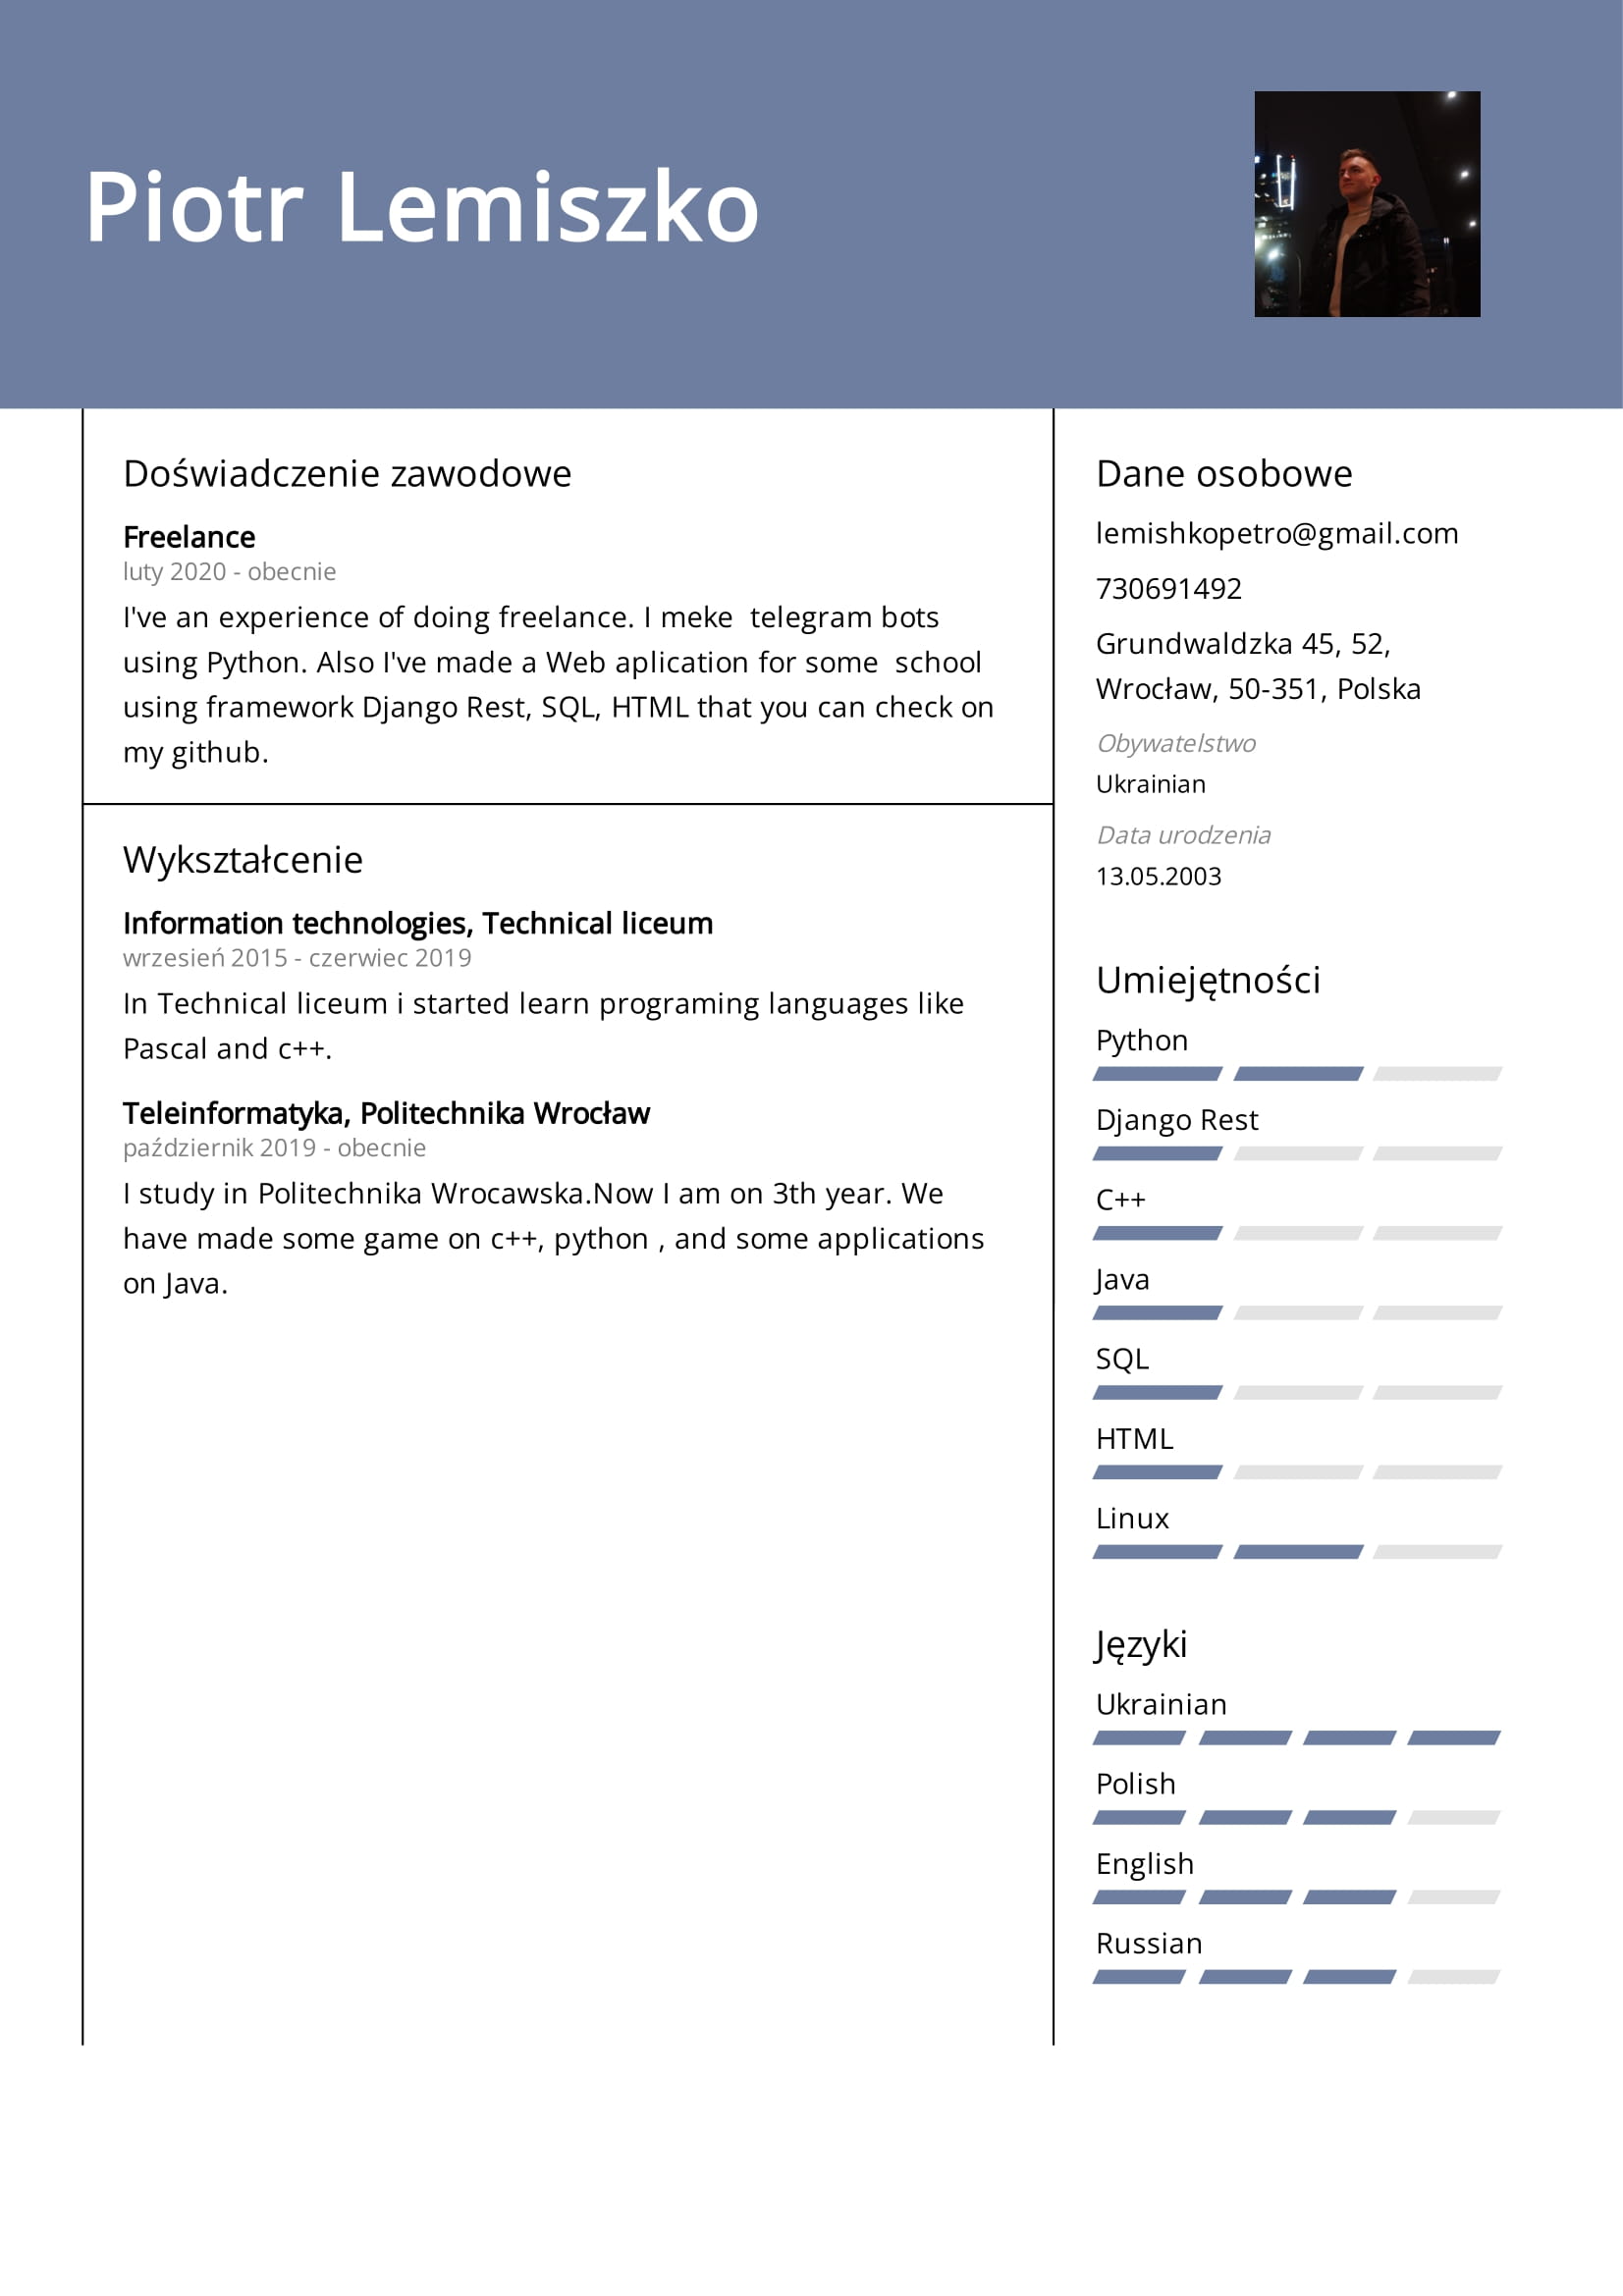 Piotr Lemiszko
Doświadczenie zawodowe
Freelance
luty 2020 - obecnie
I've an experience of doing freelance. I meke  telegram bots
using Python. Also I've made a Web aplication for some  school
using framework Django Rest, SQL, HTML that you can check on
my github.
Wykształcenie
Information technologies, Technical liceum
wrzesień 2015 - czerwiec 2019
In Technical liceum i started learn programing languages like
Pascal and c++.
Teleinformatyka, Politechnika Wrocław
październik 2019 - obecnie
I study in Politechnika Wrocawska.Now I am on 3th year. We
have made some game on c++, python , and some applications
on Java.
Dane osobowe
lemishkopetro@gmail.com
730691492
Grundwaldzka 45, 52,
Wrocław, 50-351, Polska
Obywatelstwo
Ukrainian
Data urodzenia
13.05.2003
Umiejętności
Python
Django Rest
C++
Java
SQL
HTML
Linux
Języki
Ukrainian
Polish
English
Russian